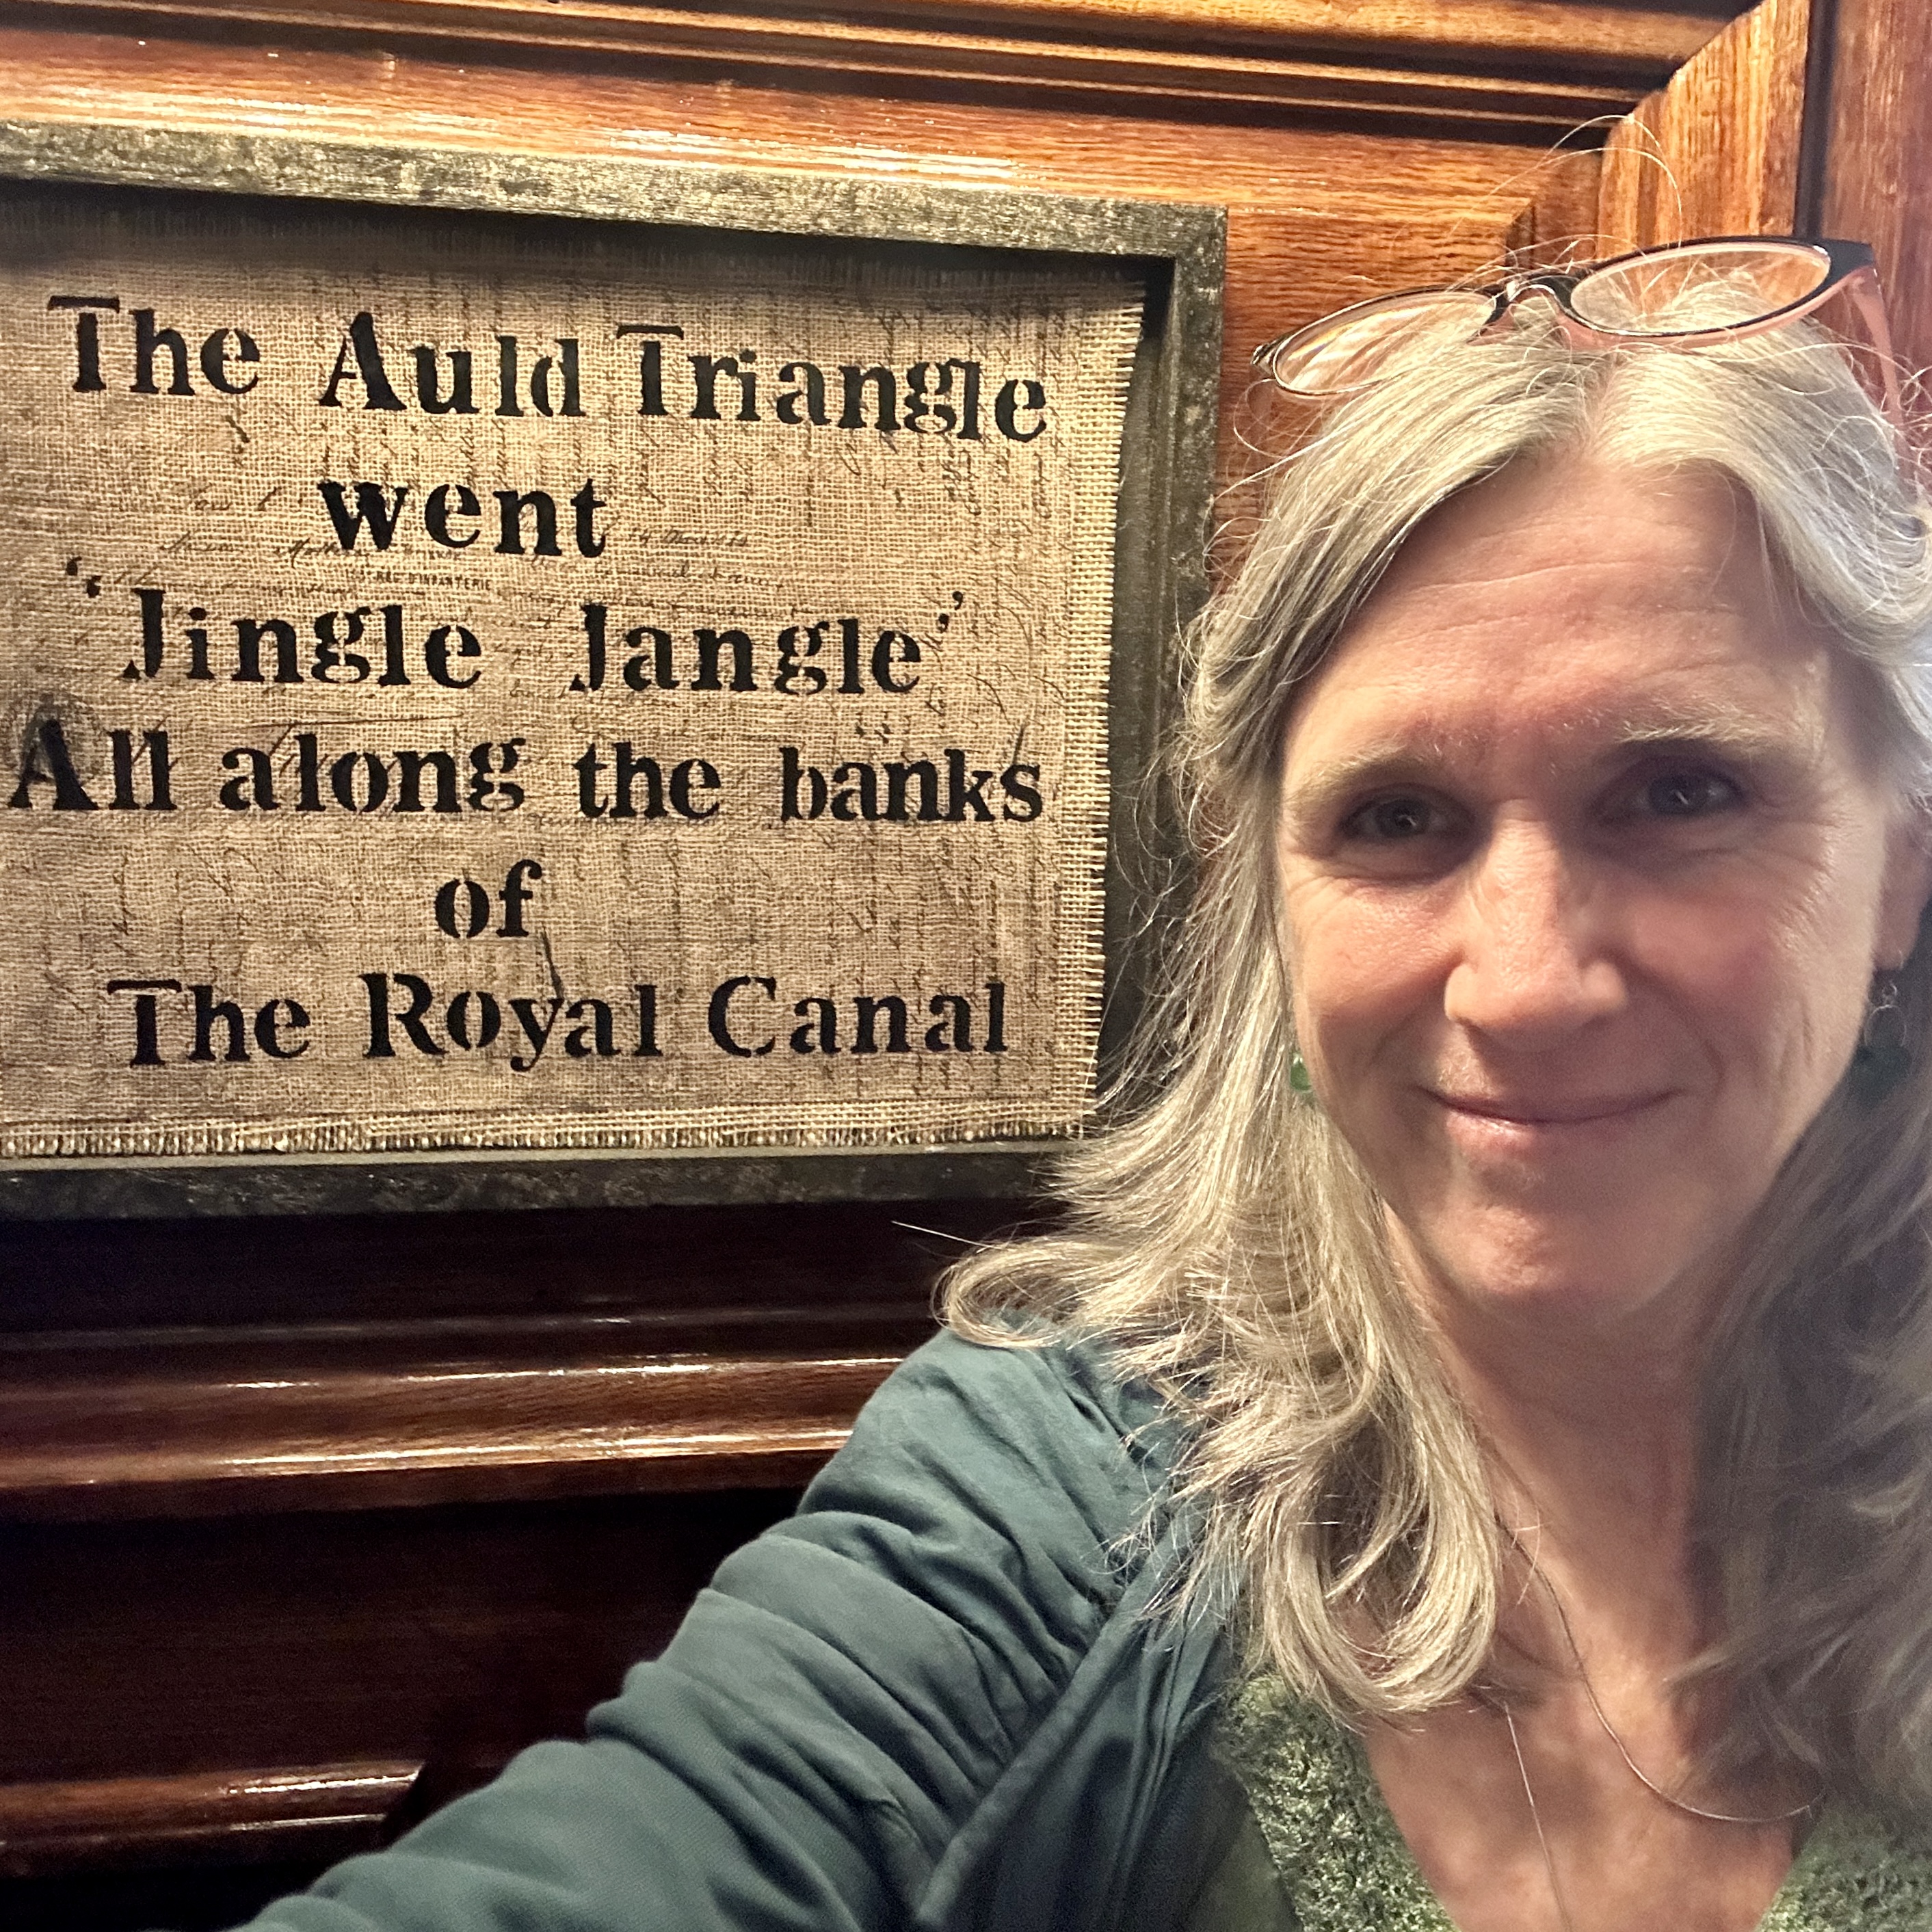 The Auld Triangle
went
'Jingle Jangle'
All along the banks
of
The Royal Canal